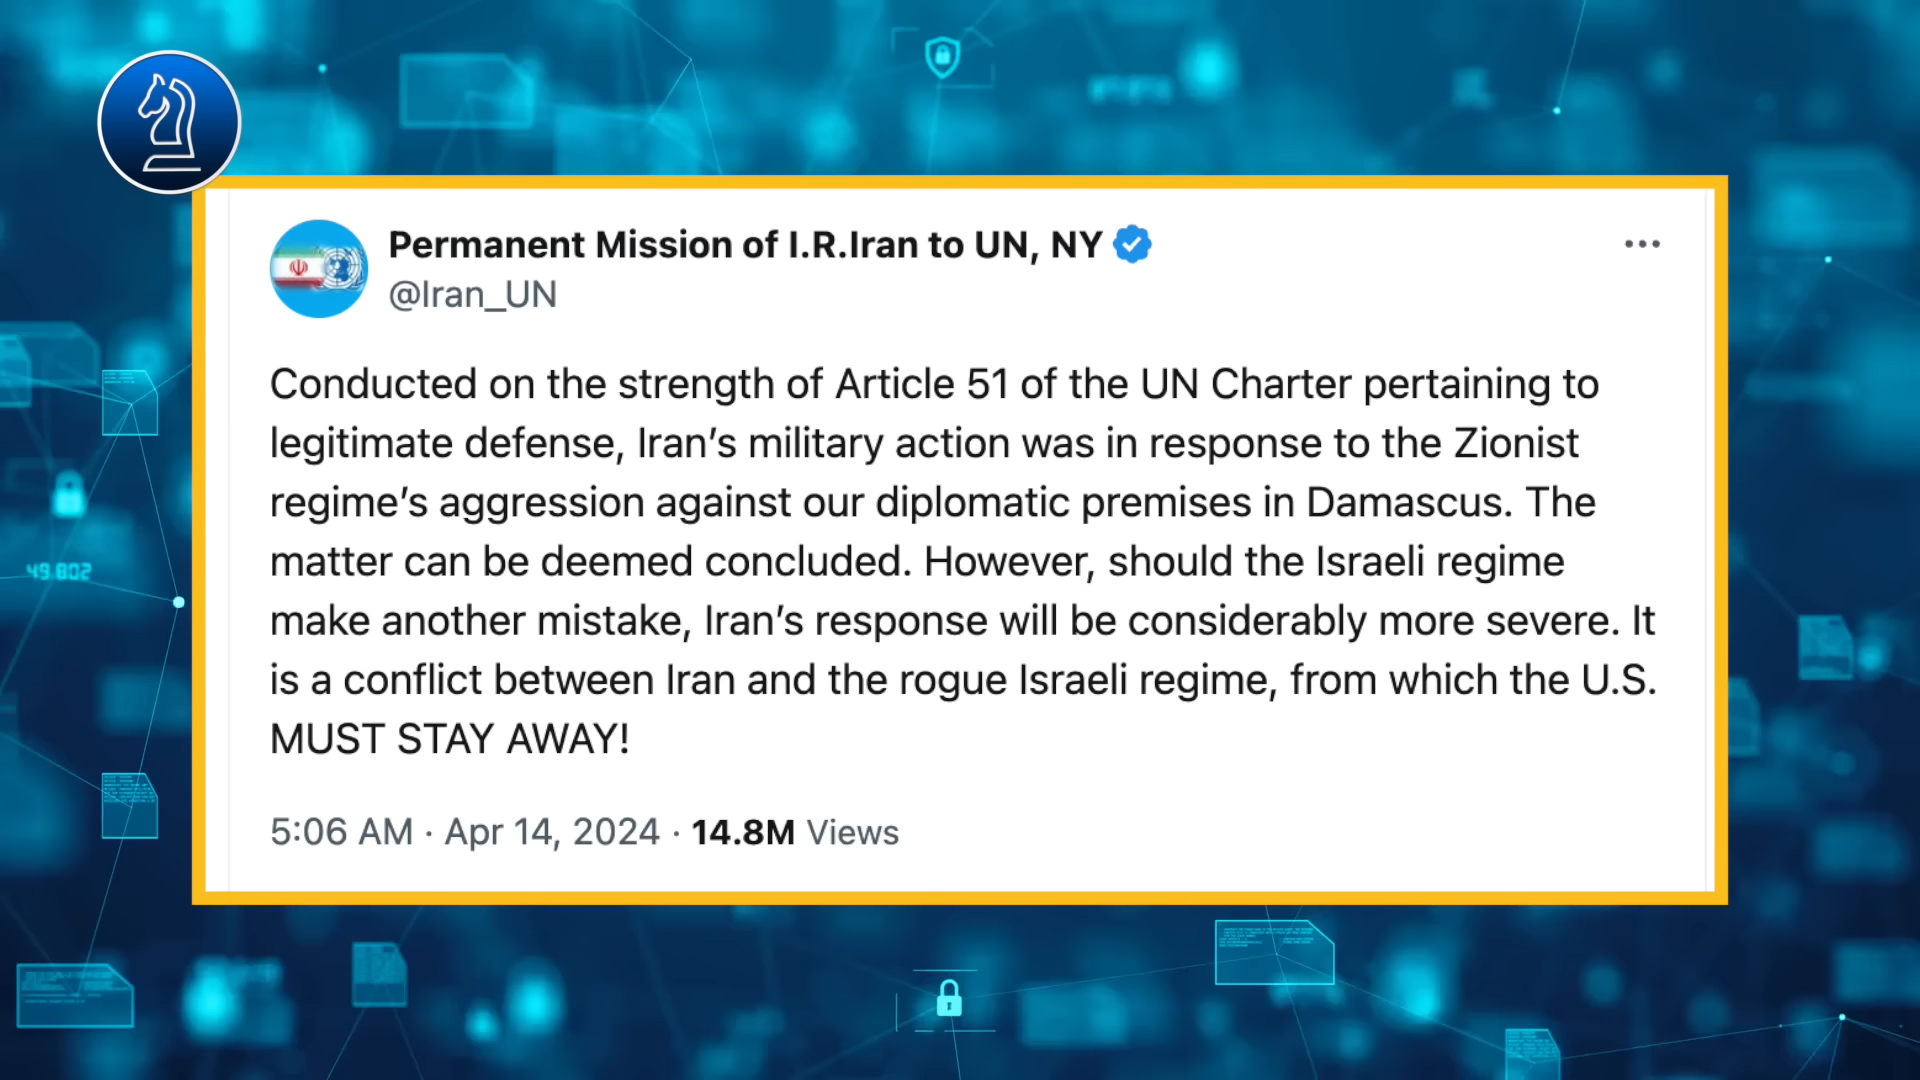 Permanent Mission of I.R.Iran to UN, NY
@Iran_UN
Conducted on the strength of Article 51 of the UN Charter pertaining to
legitimate defense, Iran’s military action was in response to the Zionist
regime’s aggression against our diplomatic premises in Damascus. The
matter can be deemed concluded. However, should the Israeli regime
make another mistake, Iran’s response will be considerably more severe. It
is a conflict between Iran and the rogue Israeli regime, from which the U.S.
MUST STAY AWAY!
5:06 AM · Apr 14, 2024 · 14.8M Views
49.802